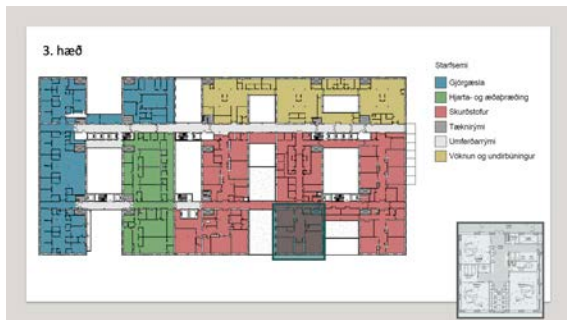 3. hæð
Starfsemi
Gjörgæsla
Hjarta- og æðaþræðing
Skurðstofur
Tæknirými
Umferðarrými
Vöknun og undirbúningur